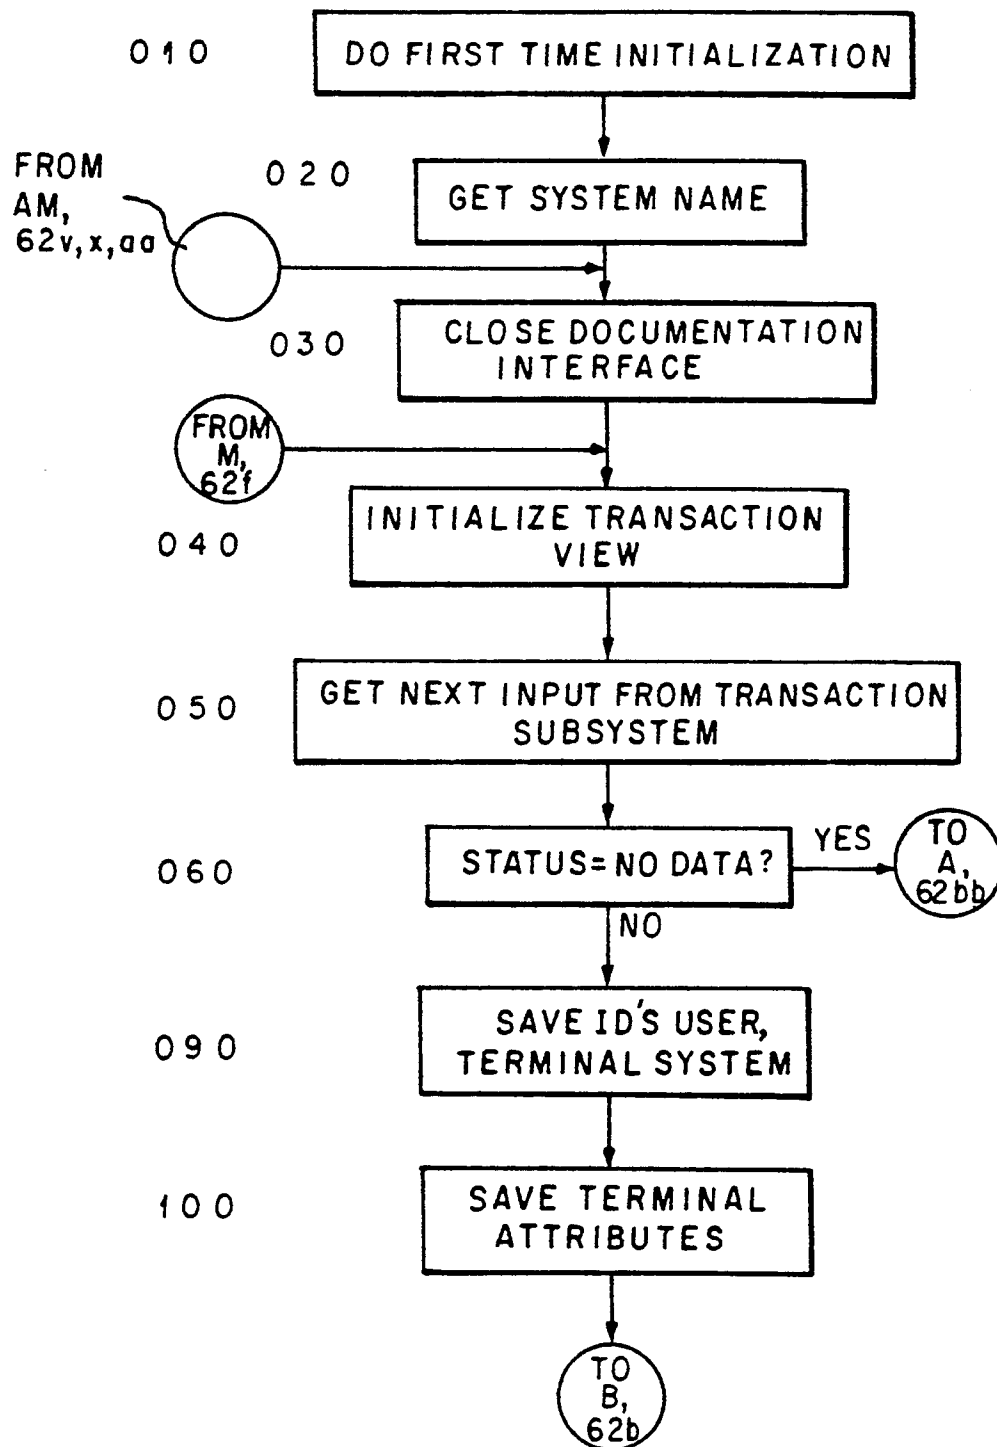 010
DO FIRST TIME INITIALIZATION
FROM
AM,
62v,x,aa
020
GET SYSTEM NAME
030
CLOSE DOCUMENTATION
INTERFACE
FROM
M,
62f
040
INITIALIZE TRANSACTION
VIEW
050
GET NEXT INPUT FROM TRANSACTION
SUBSYSTEM
060
STATUS=NO DATA?
YES
TO
A,
62bb
NO
090
SAVE ID'S USER,
TERMINAL SYSTEM
100
SAVE TERMINAL
ATTRIBUTES
TO
B,
62b